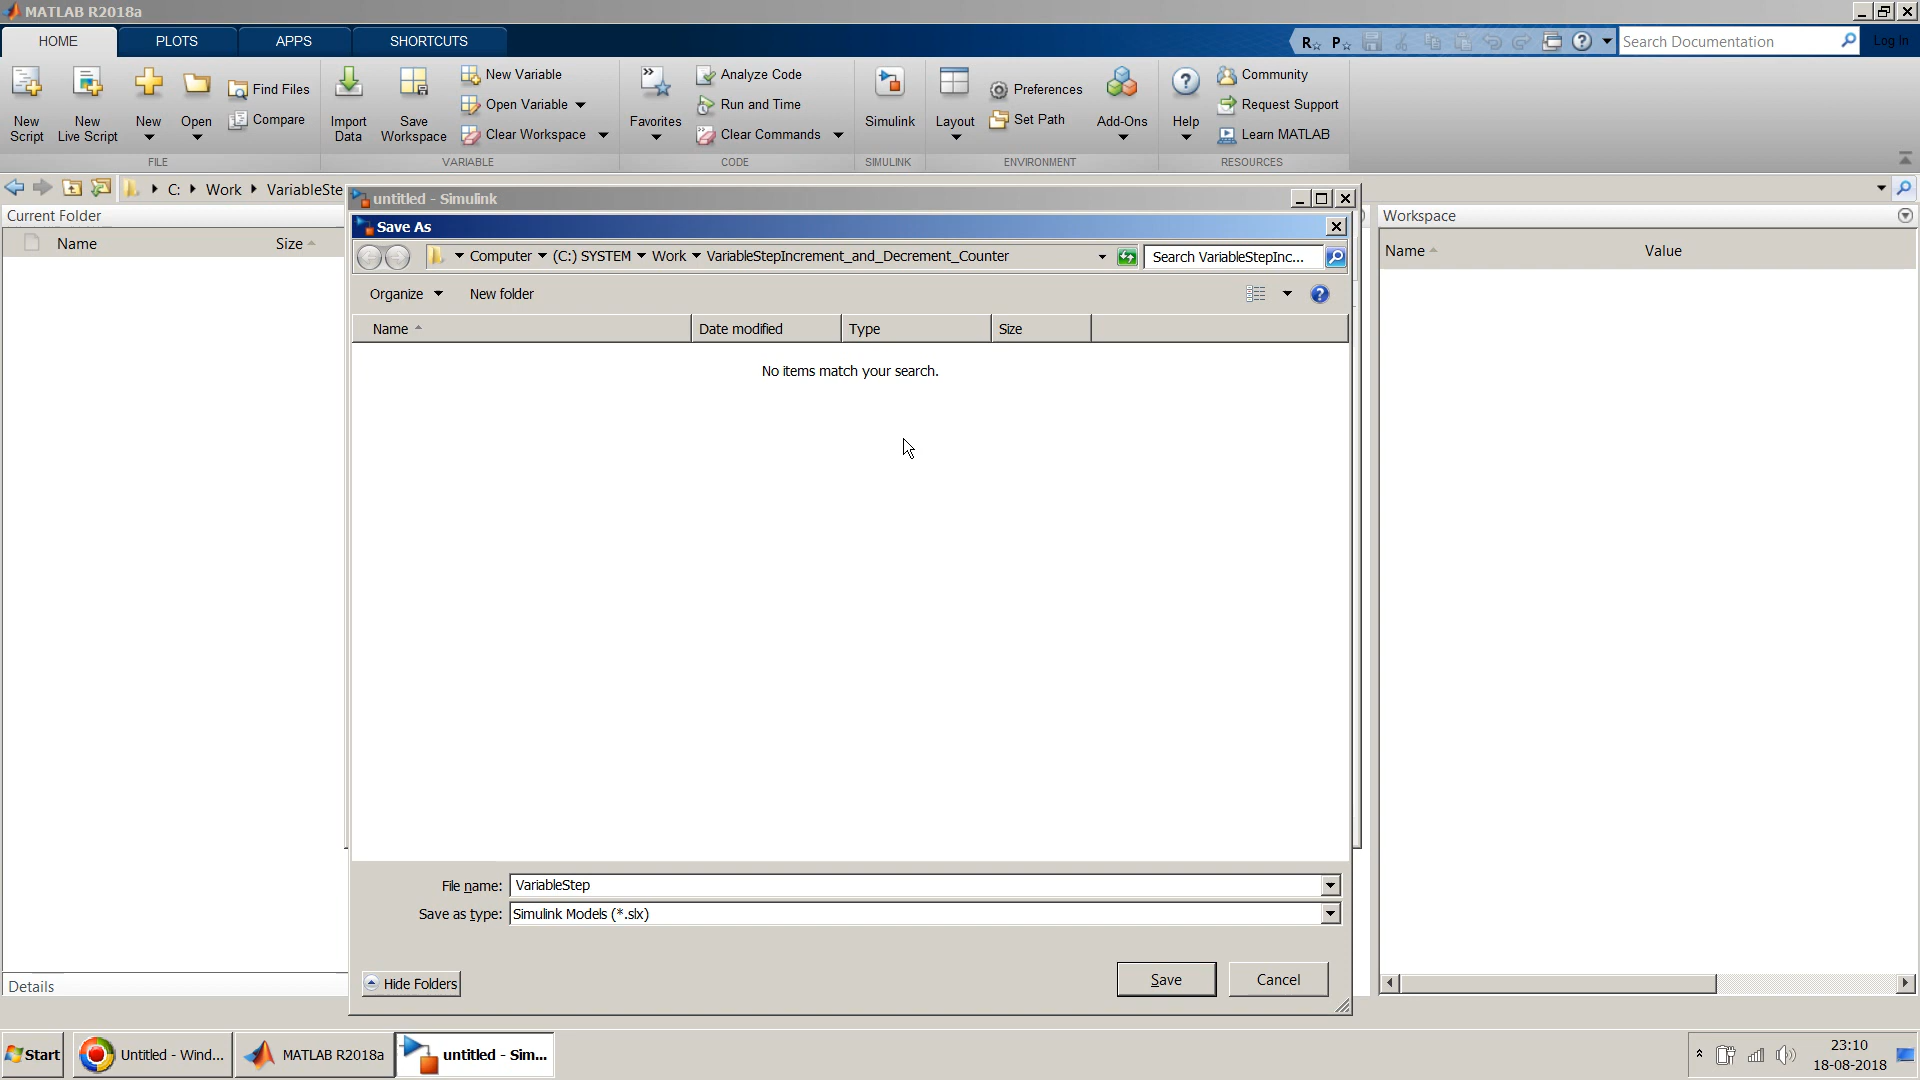 MATLAB R2018a
HOME PLOTS APPS SHORTCUTS
Search Documentation
Log In
New Script
New Live Script
New
Open
Find Files
Compare
Import Data
Save Workspace
New Variable
Open Variable
Clear Workspace
Favorites
Analyze Code
Run and Time
Clear Commands
Simulink
Layout
Preferences
Set Path
Add-Ons
Help
Community
Request Support
Learn MATLAB
FILE VARIABLE CODE SIMULINK ENVIRONMENT RESOURCES
C: Work VariableSte
untitled - Simulink
Current Folder
Name Size
Workspace
Name Value
Save As
Computer (C:) SYSTEM Work VariableStepIncrement_and_Decrement_Counter
Search VariableStepInc...
Organize New folder
Name Date modified Type Size
No items match your search.
File name: VariableStep
Save as type: Simulink Models (*.slx)
Hide Folders
Save Cancel
Details
Start
Untitled - Wind...
MATLAB R2018a
untitled - Sim...
23:10
18-08-2018